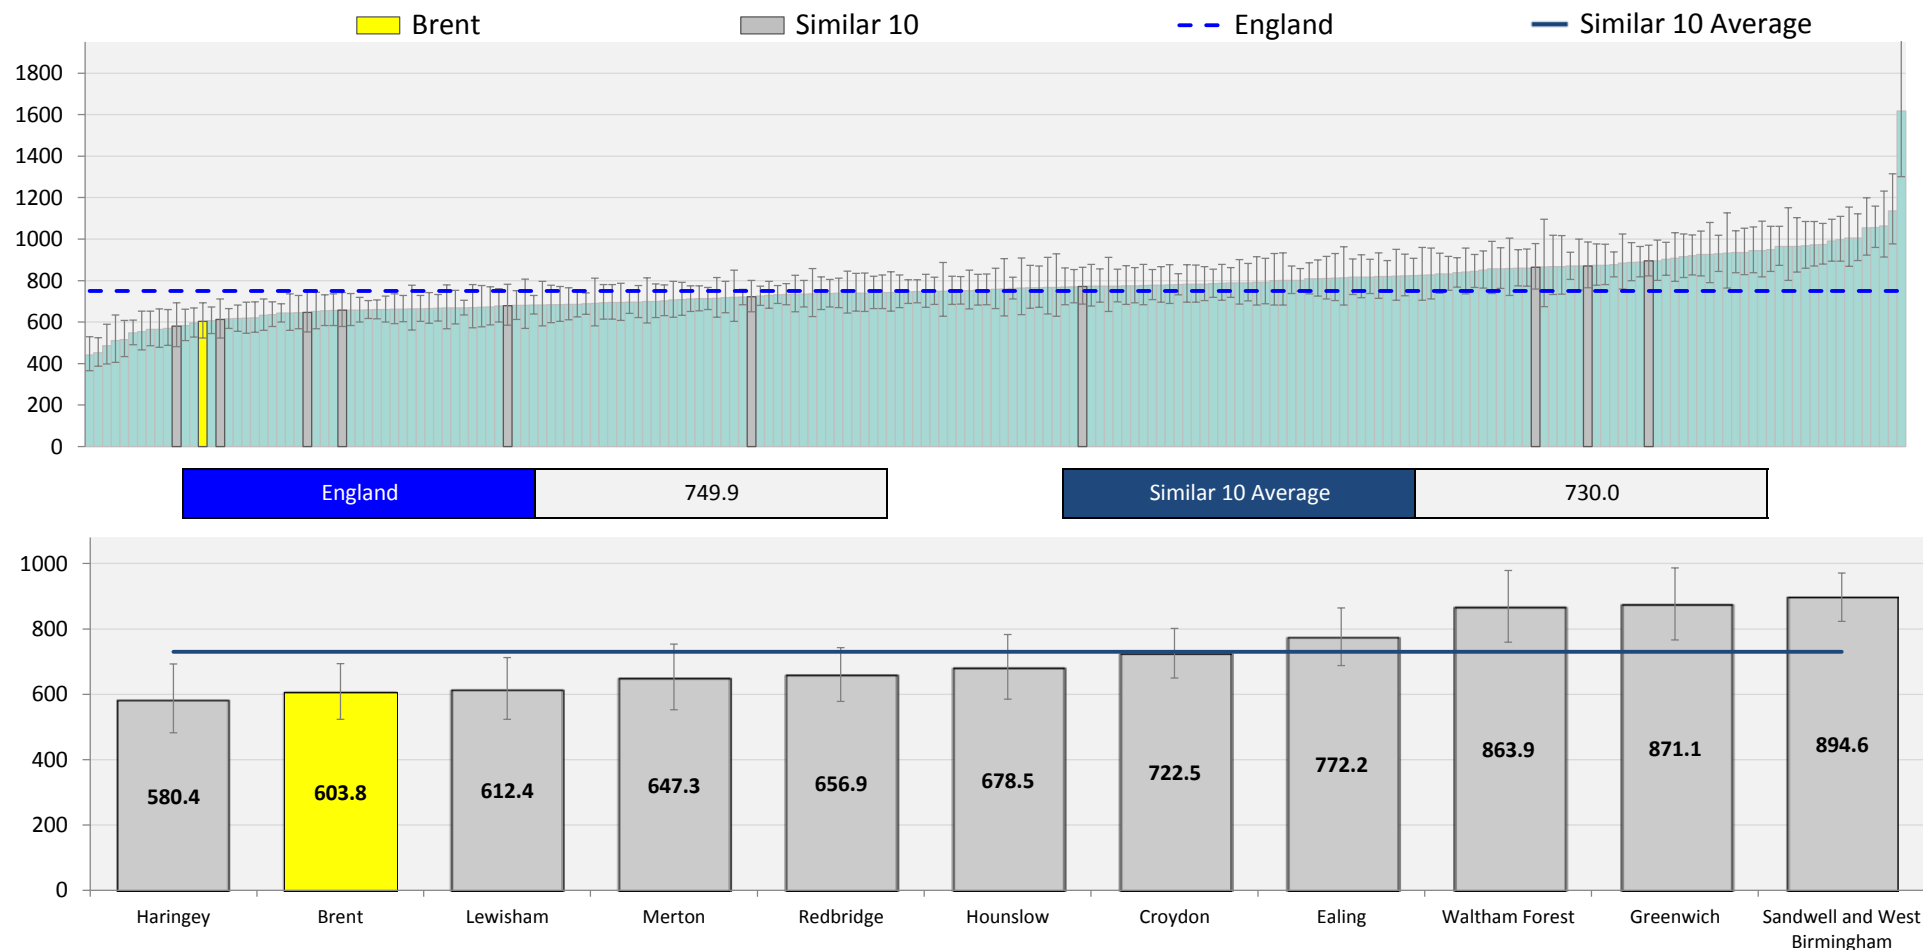 Brent
Similar 10
England
Similar 10 Average
1800
1600
1400
1200
1000
800
600
400
200
0
England 749.9
Similar 10 Average 730.0
1000
800
600
400
200
0
580.4
603.8
612.4
647.3
656.9
678.5
722.5
772.2
863.9
871.1
894.6
Haringey
Brent
Lewisham
Merton
Redbridge
Hounslow
Croydon
Ealing
Waltham Forest
Greenwich
Sandwell and West
Birmingham